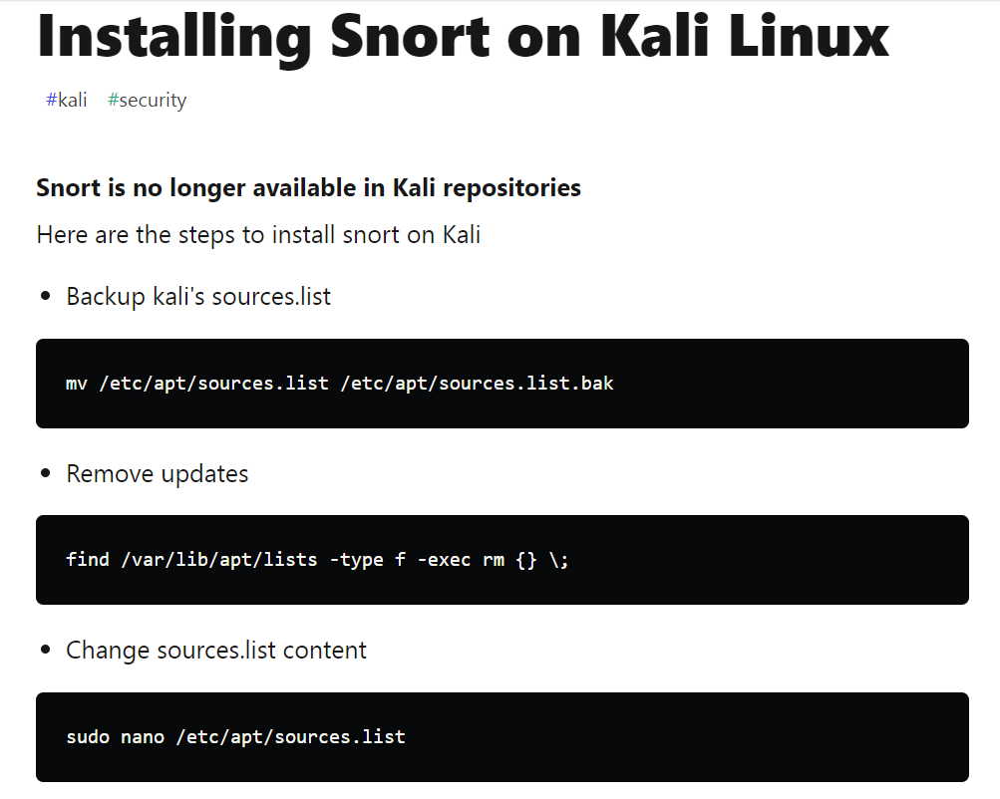 Installing Snort on Kali Linux
#kali #security
Snort is no longer available in Kali repositories
Here are the steps to install snort on Kali
• Backup kali's sources.list
mv /etc/apt/sources.list /etc/apt/sources.list.bak
• Remove updates
find /var/lib/apt/lists -type f -exec rm {} \;
• Change sources.list content
sudo nano /etc/apt/sources.list